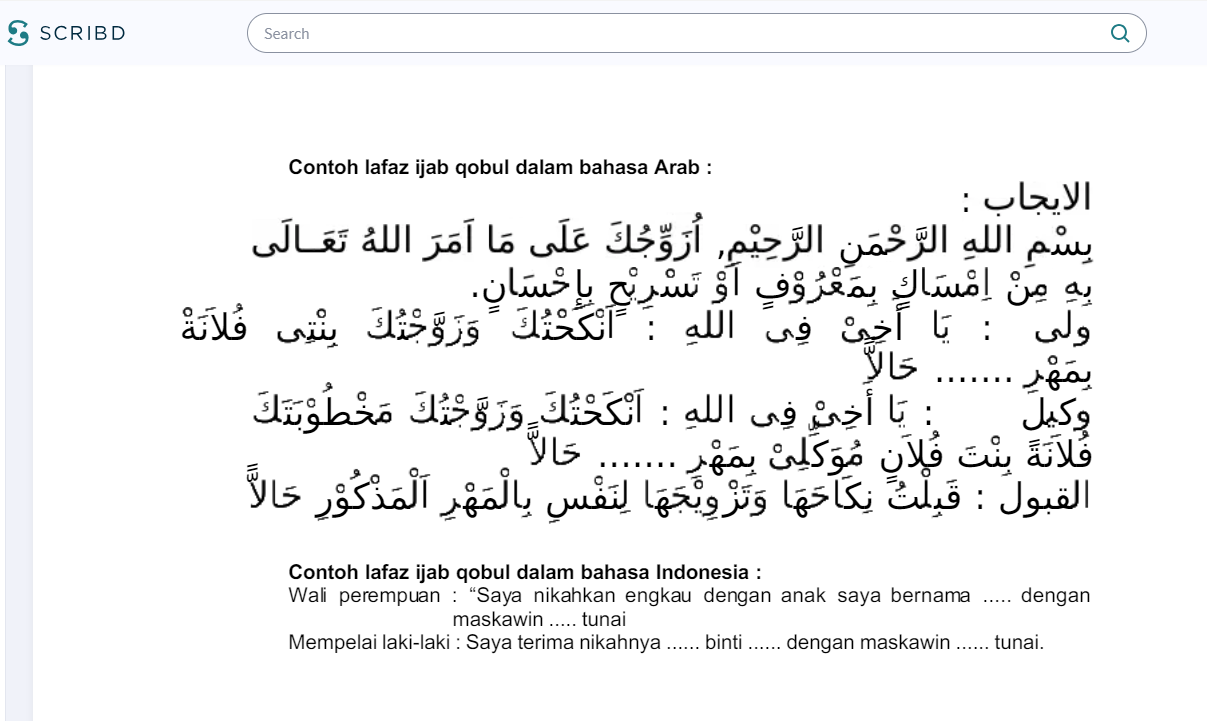 SCRIBD
Search
Contoh lafaz ijab qobul dalam bahasa Arab :
الايجاب :
بِسْمِ اللهِ الرَّحْمَنِ الرَّحِيْمِ, اُزَوِّجُكَ عَلَى مَا اَمَرَ اللهُ تَعَــالَى
بِهِ مِنْ اِمْسَاكٍ بِمَعْرُوْفٍ اَوْ تَسْرِيْحٍ بِإِحْسَانٍ.
ولى : يَا أَخِىْ فِى اللهِ : اَنْكَحْتُكَ وَزَوَّجْتُكَ بِنْتِى فُلَانَةْ
بِمَهْرِ ....... حَالاًّ
وكيل : يَا أَخِىْ فِى اللهِ : اَنْكَحْتُكَ وَزَوَّجْتُكَ مَخْطُوْبَتَكَ
فُلاَنَةً بِنْتَ فُلاَنٍ مُوَكِّلِىْ بِمَهْرِ ....... حَالاًّ
القبول : قَبِلْتُ نِكَاحَهَا وَتَزْوِيْجَهَا لِنَفْسِ بِالْمَهْرِ اَلْمَذْكُوْرِ حَالاًّ
Contoh lafaz ijab qobul dalam bahasa Indonesia :
Wali perempuan : “Saya nikahkan engkau dengan anak saya bernama ..... dengan
maskawin ..... tunai
Mempelai laki-laki : Saya terima nikahnya ...... binti ...... dengan maskawin ...... tunai.